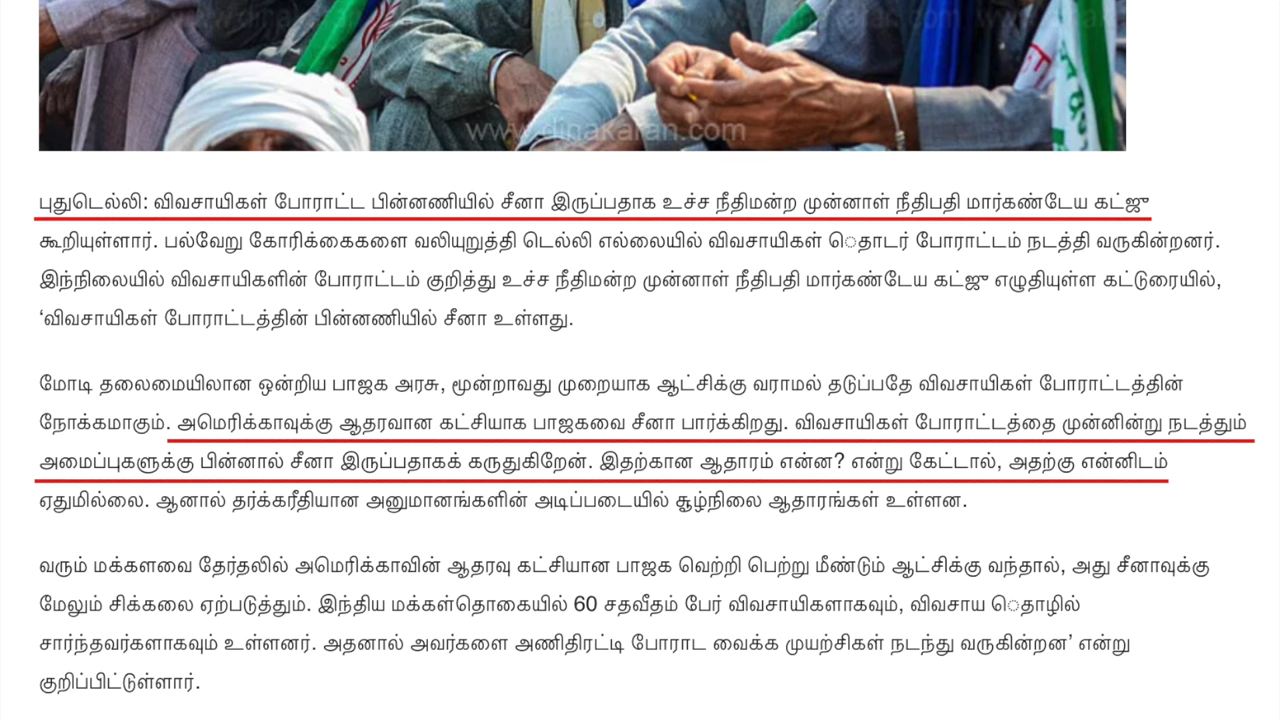 www.dinakaran.com
புதுடெல்லி: விவசாயிகள் போராட்ட பின்னணியில் சீனா இருப்பதாக உச்ச நீதிமன்ற முன்னாள் நீதிபதி மார்கண்டேய கட்ஜு
கூறியுள்ளார். பல்வேறு கோரிக்கைகளை வலியுறுத்தி டெல்லி எல்லையில் விவசாயிகள் ெதாடர் போராட்டம் நடத்தி வருகின்றனர்.
இந்நிலையில் விவசாயிகளின் போராட்டம் குறித்து உச்ச நீதிமன்ற முன்னாள் நீதிபதி மார்கண்டேய கட்ஜு எழுதியுள்ள கட்டுரையில்,
‘விவசாயிகள் போராட்டத்தின் பின்னணியில் சீனா உள்ளது.
மோடி தலைமையிலான ஒன்றிய பாஜக அரசு, மூன்றாவது முறையாக ஆட்சிக்கு வராமல் தடுப்பதே விவசாயிகள் போராட்டத்தின்
நோக்கமாகும். அமெரிக்காவுக்கு ஆதரவான கட்சியாக பாஜகவை சீனா பார்க்கிறது. விவசாயிகள் போராட்டத்தை முன்னின்று நடத்தும்
அமைப்புகளுக்கு பின்னால் சீனா இருப்பதாகக் கருதுகிறேன். இதற்கான ஆதாரம் என்ன? என்று கேட்டால், அதற்கு என்னிடம்
ஏதுமில்லை. ஆனால் தர்க்கரீதியான அனுமானங்களின் அடிப்படையில் சூழ்நிலை ஆதாரங்கள் உள்ளன.
வரும் மக்களவை தேர்தலில் அமெரிக்காவின் ஆதரவு கட்சியான பாஜக வெற்றி பெற்று மீண்டும் ஆட்சிக்கு வந்தால், அது சீனாவுக்கு
மேலும் சிக்கலை ஏற்படுத்தும். இந்திய மக்கள்தொகையில் 60 சதவீதம் பேர் விவசாயிகளாகவும், விவசாய ெதாழில்
சார்ந்தவர்களாகவும் உள்ளனர். அதனால் அவர்களை அணிதிரட்டி போராட வைக்க முயற்சிகள் நடந்து வருகின்றன’ என்று
குறிப்பிட்டுள்ளார்.